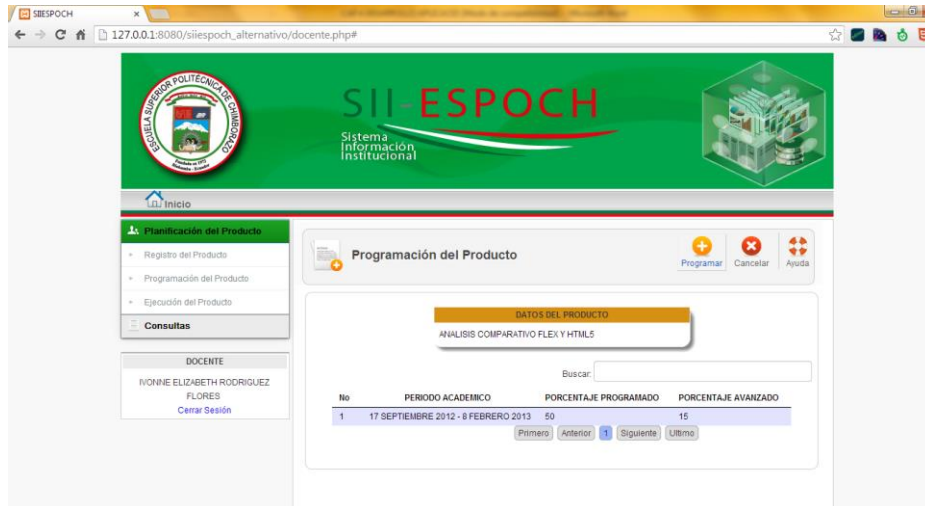 SIIESPOCH
127.0.0.1:8080/siiespoch_alternativo/docente.php#
ESCUELA SUPERIOR POLITÉCNICA DE CHIMBORAZO
SII-ESPOCH
Sistema
Información
Institucional
Inicio
Planificación del Producto
Registro del Producto
Programación del Producto
Ejecución del Producto
Consultas
DOCENTE
IVONNE ELIZABETH RODRIGUEZ
FLORES
Cerrar Sesión
Programación del Producto
Programar Cancelar Ayuda
DATOS DEL PRODUCTO
ANALISIS COMPARATIVO FLEX Y HTML5
Buscar:
No PERIODO ACADEMICO PORCENTAJE PROGRAMADO PORCENTAJE AVANZADO
1 17 SEPTIEMBRE 2012 - 8 FEBRERO 2013 50 15
Primero Anterior 1 Siguiente Ultimo